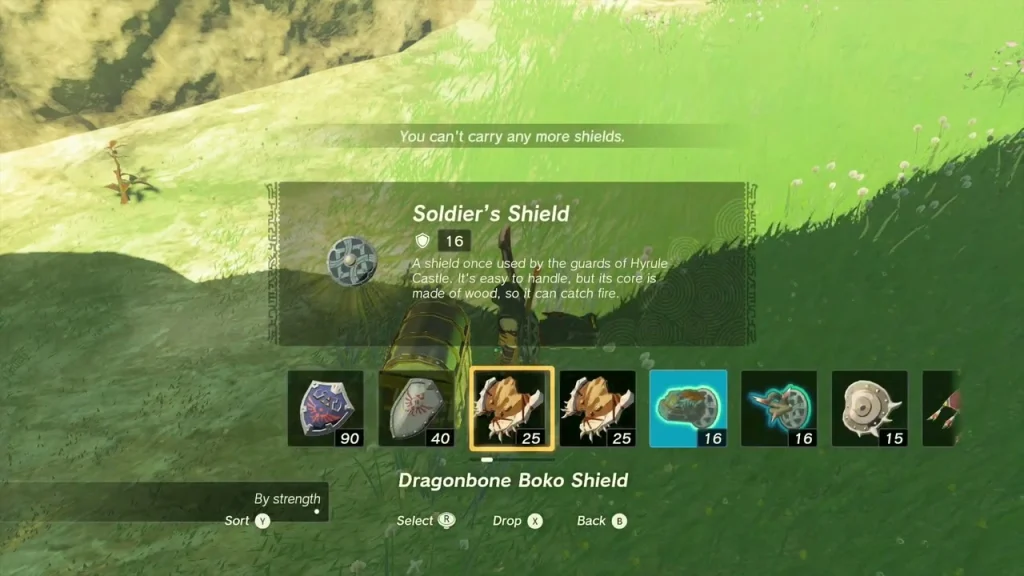 You can't carry any more shields.
Soldier's Shield
16
A shield once used by the guards of Hyrule
Castle. It's easy to handle, but its core is
made of wood, so it can catch fire.
90
40
25
25
16
16
15
Dragonbone Boko Shield
By strength
Sort Y
Select R
Drop X
Back B